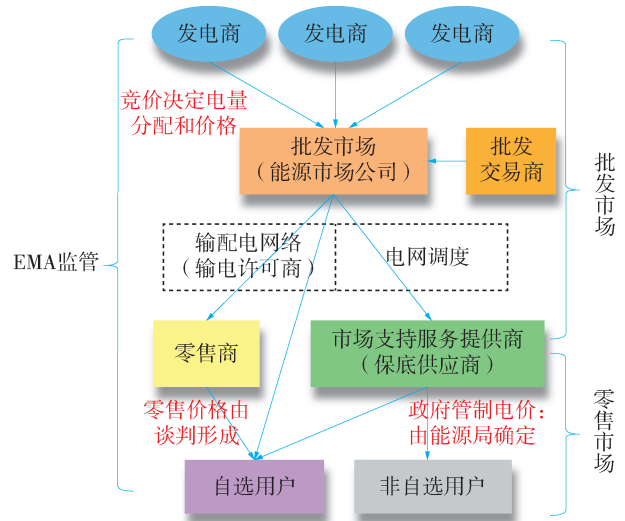 发电商
发电商
发电商
竞价决定电量
分配和价格
批发市场
（能源市场公司）
批发
交易商
批发市场
EMA监管
输配电网络
（输电许可商）
电网调度
零售商
市场支持服务提供商
（保底供应商）
零售价格由
谈判形成
政府管制电价：
由能源局确定
零售市场
自选用户
非自选用户